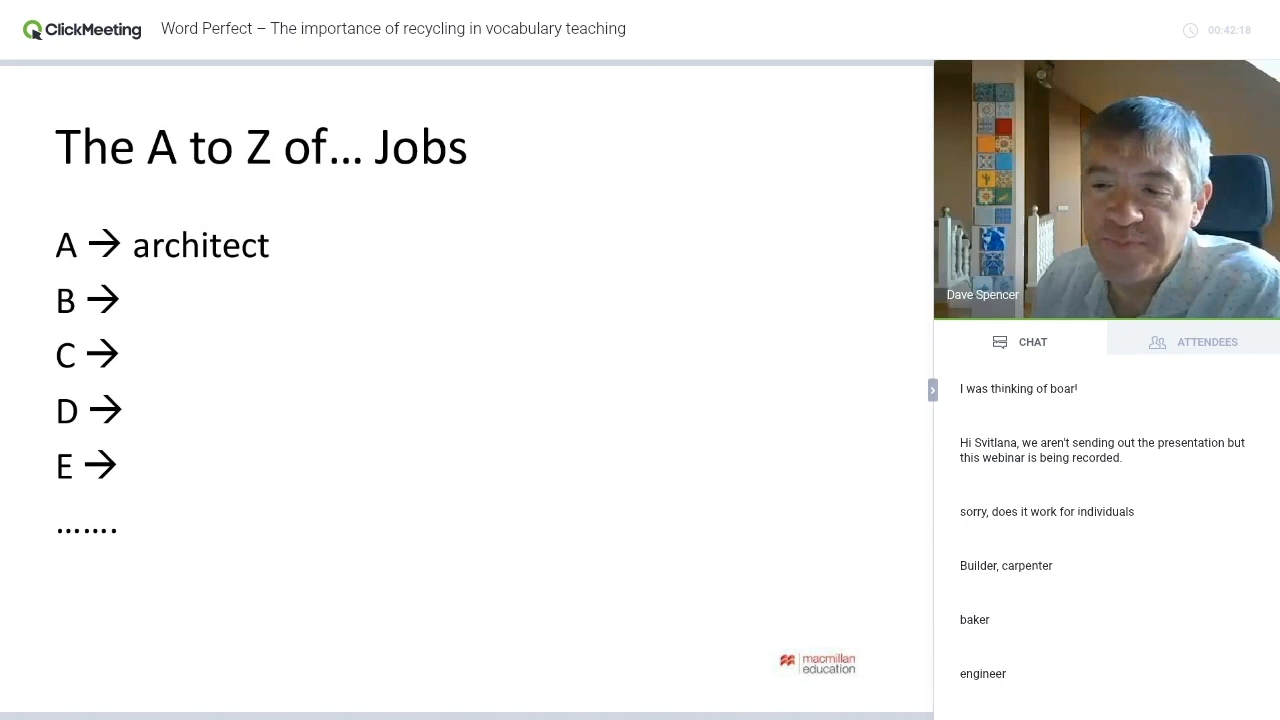 ClickMeeting
Word Perfect – The importance of recycling in vocabulary teaching
00:42:18
The A to Z of… Jobs
A → architect
B →
C →
D →
E →
…….
macmillan
education
Dave Spencer
CHAT
ATTENDEES
I was thinking of boar!
Hi Svitlana, we aren't sending out the presentation but
this webinar is being recorded.
sorry, does it work for individuals
Builder, carpenter
baker
engineer